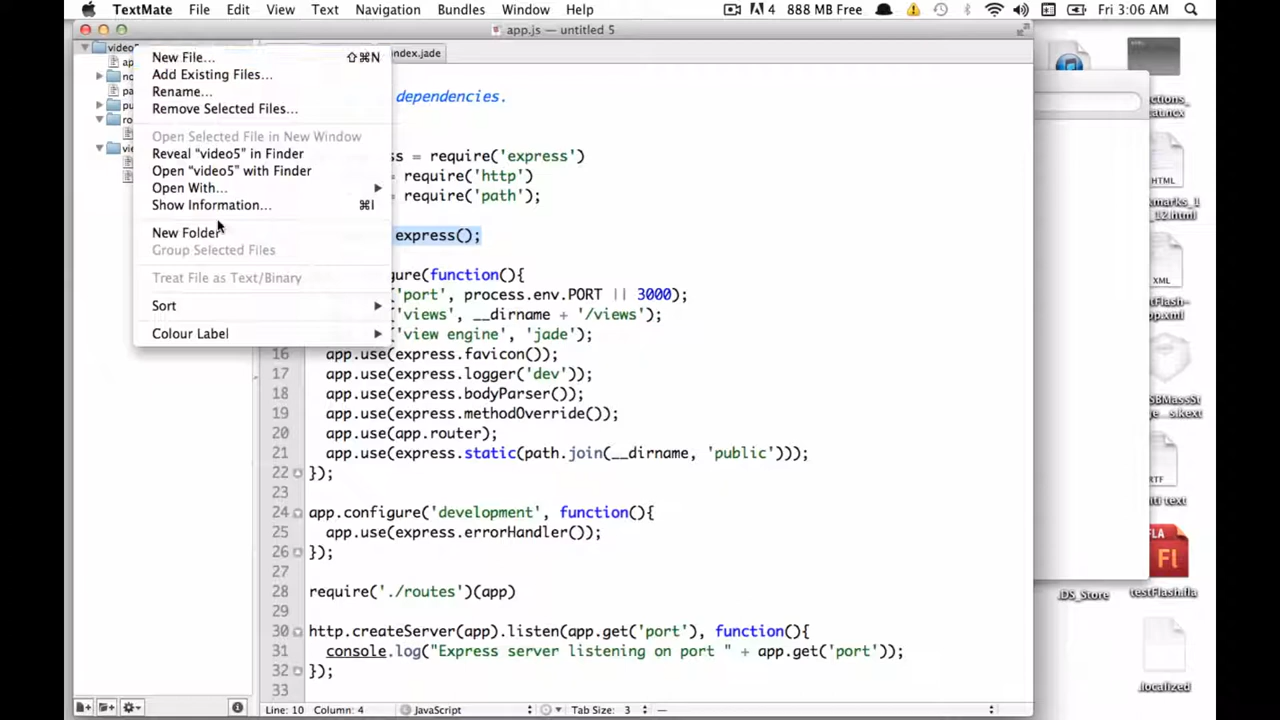 TextMate File Edit View Text Navigation Bundles Window Help 4 888 MB Free Fri 3:06 AM
app.js — untitled 5
index.jade
New File... ⇧⌘N
Add Existing Files...
Rename...
Remove Selected Files...
Open Selected File in New Window
Reveal "video5" in Finder
Open "video5" with Finder
Open With...
Show Information... ⌘I
New Folder
Group Selected Files
Treat File as Text/Binary
Sort
Colour Label
dependencies.
= require('express')
= require('http')
= require('path');
express();
(function(){
'port', process.env.PORT || 3000);
'views', __dirname + '/views');
'view engine', 'jade');
16 app.use(express.favicon());
17 app.use(express.logger('dev'));
18 app.use(express.bodyParser());
19 app.use(express.methodOverride());
20 app.use(app.router);
21 app.use(express.static(path.join(__dirname, 'public')));
22 });
23
24 app.configure('development', function(){
25 app.use(express.errorHandler());
26 });
28 require('./routes')(app)
29
30 http.createServer(app).listen(app.get('port'), function(){
31 console.log("Express server listening on port " + app.get('port'));
32 });
33
Line: 10 Column: 4 JavaScript Tab Size: 3 —
HTML
XML
RTF
FLA
Fl
.DS_Store
testFlash.fla
.localized